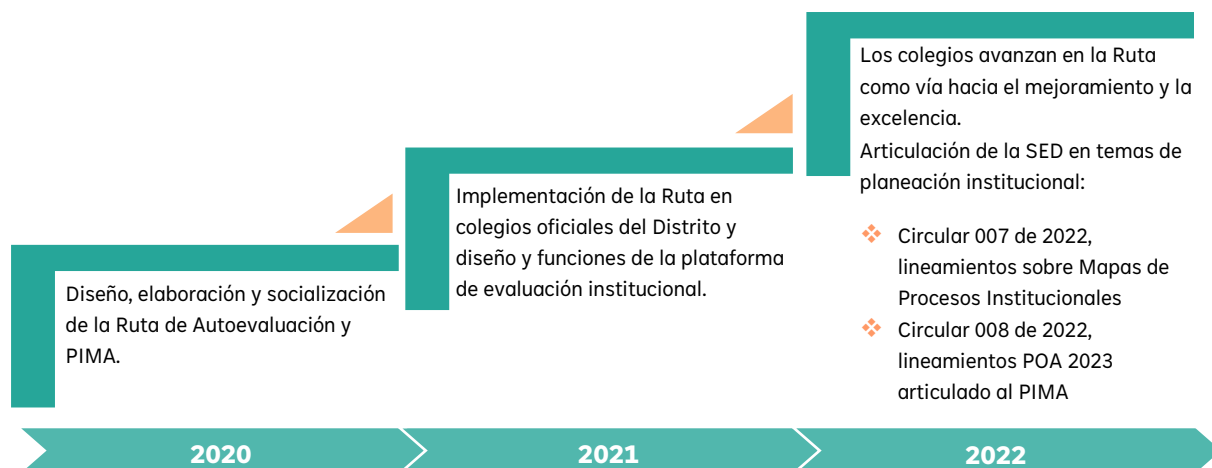 Diseño, elaboración y socialización
de la Ruta de Autoevaluación y
PIMA.
Implementación de la Ruta en
colegios oficiales del Distrito y
diseño y funciones de la plataforma
de evaluación institucional.
Los colegios avanzan en la Ruta
como vía hacia el mejoramiento y la
excelencia.
Articulación de la SED en temas de
planeación institucional:
Circular 007 de 2022,
lineamientos sobre Mapas de
Procesos Institucionales
Circular 008 de 2022,
lineamientos POA 2023
articulado al PIMA
2020
2021
2022